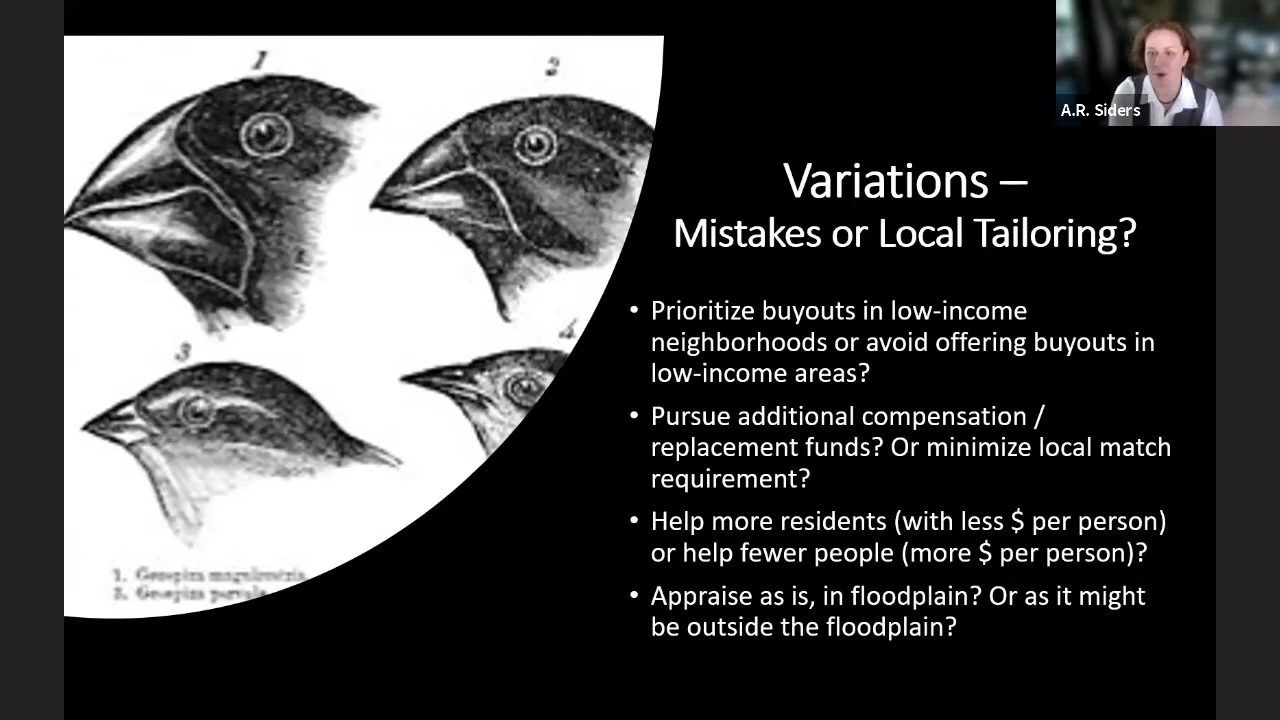 1
2
3
4
1. Geospiza magnirostris
3. Geospiza parvula
A.R. Siders
Variations –
Mistakes or Local Tailoring?
• Prioritize buyouts in low-income
neighborhoods or avoid offering buyouts in
low-income areas?
• Pursue additional compensation /
replacement funds? Or minimize local match
requirement?
• Help more residents (with less $ per person)
or help fewer people (more $ per person)?
• Appraise as is, in floodplain? Or as it might
be outside the floodplain?